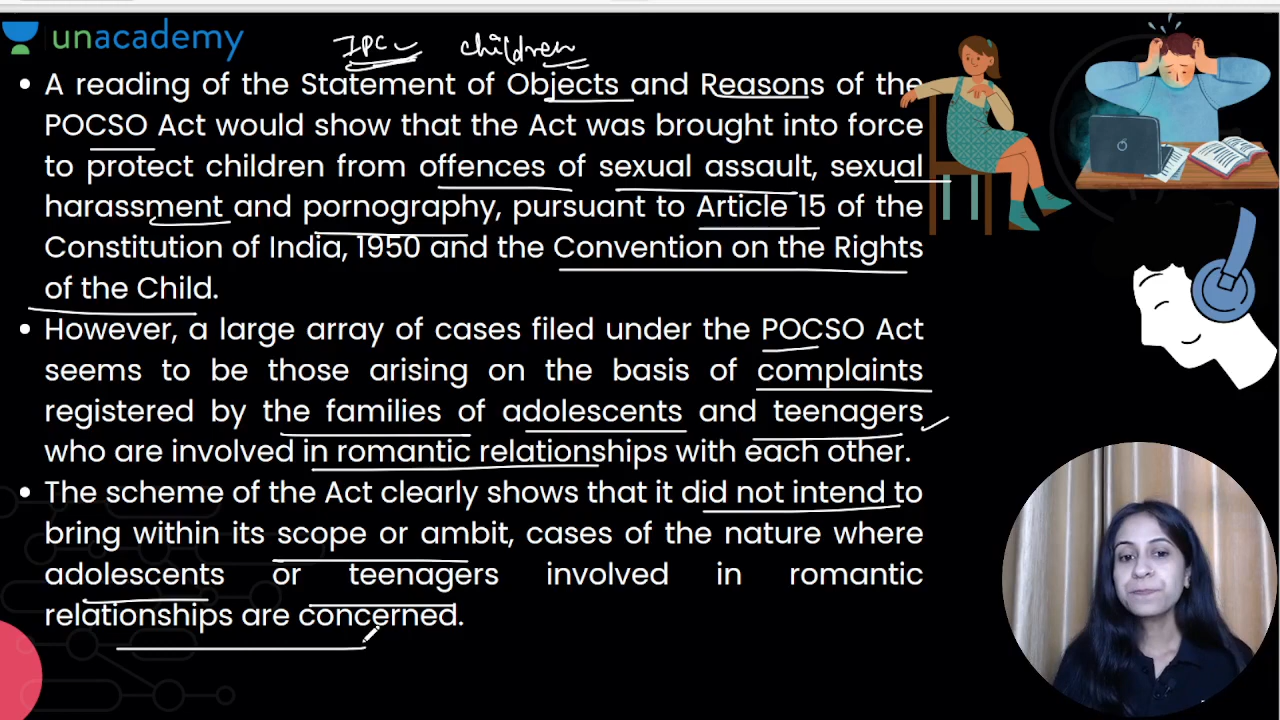 unacademy
IPC children
• A reading of the Statement of Objects and Reasons of the
POCSO Act would show that the Act was brought into force
to protect children from offences of sexual assault, sexual
harassment and pornography, pursuant to Article 15 of the
Constitution of India, 1950 and the Convention on the Rights
of the Child.
• However, a large array of cases filed under the POCSO Act
seems to be those arising on the basis of complaints
registered by the families of adolescents and teenagers
who are involved in romantic relationships with each other.
• The scheme of the Act clearly shows that it did not intend to
bring within its scope or ambit, cases of the nature where
adolescents or teenagers involved in romantic
relationships are concerned.